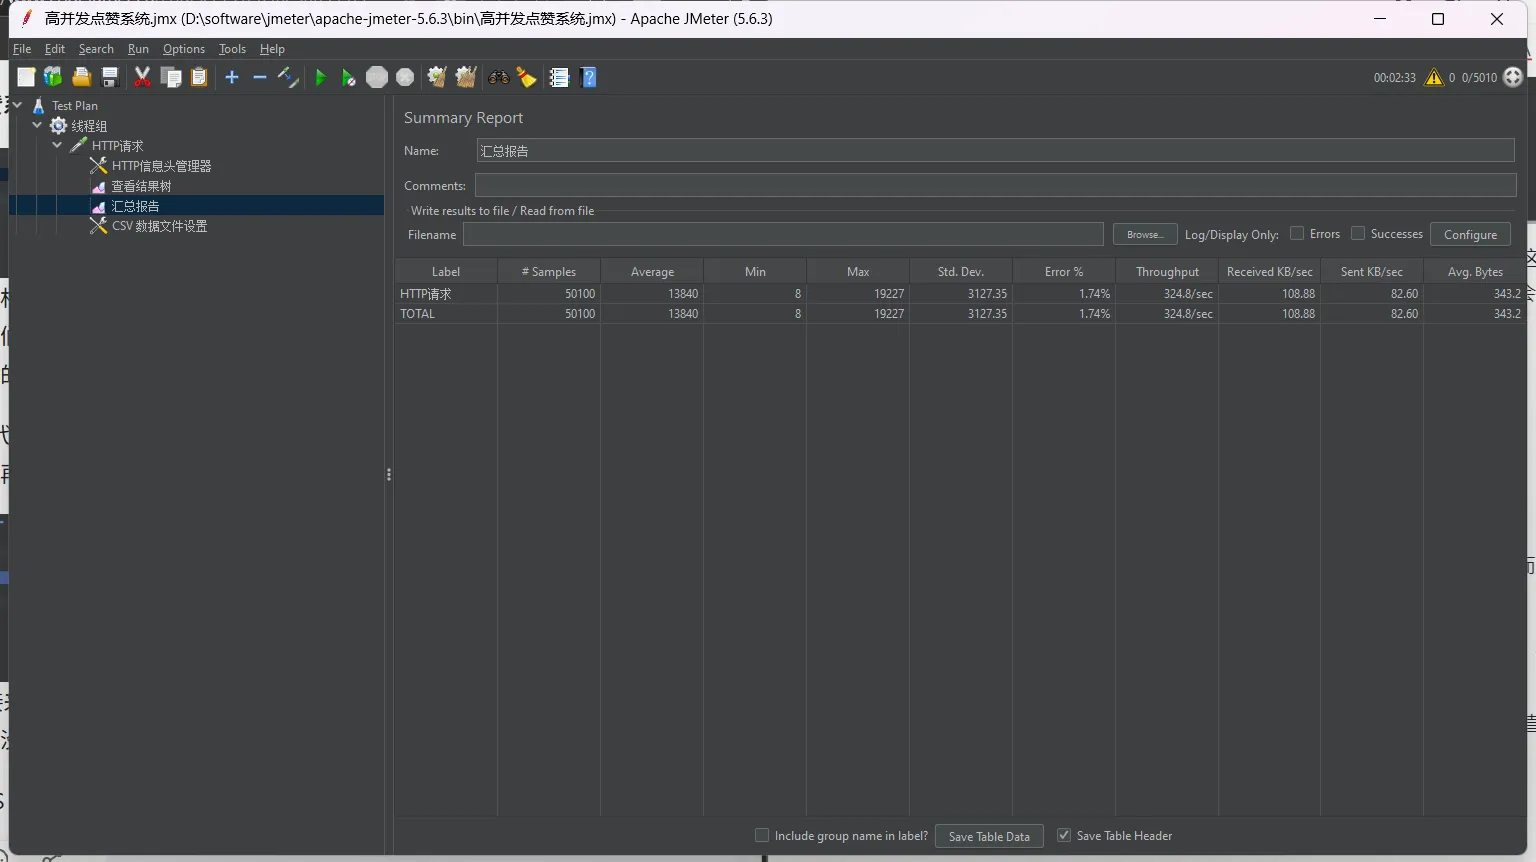 高并发点赞系统.jmx (D:\software\jmeter\apache-jmeter-5.6.3\bin\高并发点赞系统.jmx) - Apache JMeter (5.6.3)
File Edit Search Run Options Tools Help
00:02:33 0 0/5010
Test Plan
线程组
HTTP请求
HTTP信息头管理器
查看结果树
汇总报告
CSV 数据文件设置
Summary Report
Name: 汇总报告
Comments:
Write results to file / Read from file
Filename Browse... Log/Display Only: Errors Successes Configure
Label # Samples Average Min Max Std. Dev. Error % Throughput Received KB/sec Sent KB/sec Avg. Bytes
HTTP请求 50100 13840 8 19227 3127.35 1.74% 324.8/sec 108.88 82.60 343.2
TOTAL 50100 13840 8 19227 3127.35 1.74% 324.8/sec 108.88 82.60 343.2
Include group name in label? Save Table Data Save Table Header